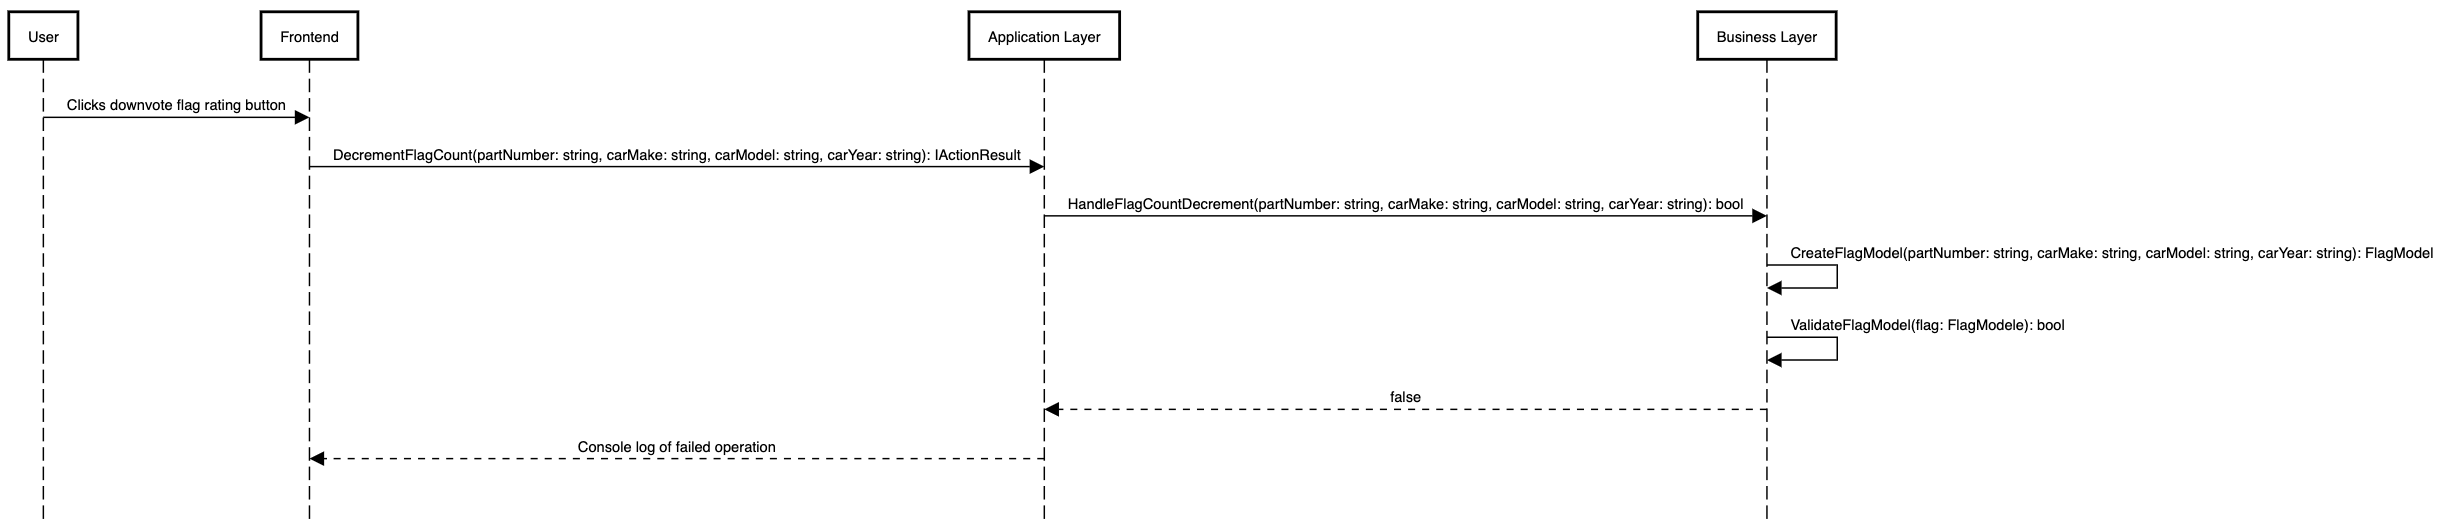 User
Frontend
Application Layer
Business Layer
Clicks downvote flag rating button
DecrementFlagCount(partNumber: string, carMake: string, carModel: string, carYear: string): IActionResult
HandleFlagCountDecrement(partNumber: string, carMake: string, carModel: string, carYear: string): bool
CreateFlagModel(partNumber: string, carMake: string, carModel: string, carYear: string): FlagModel
ValidateFlagModel(flag: FlagModele): bool
false
Console log of failed operation